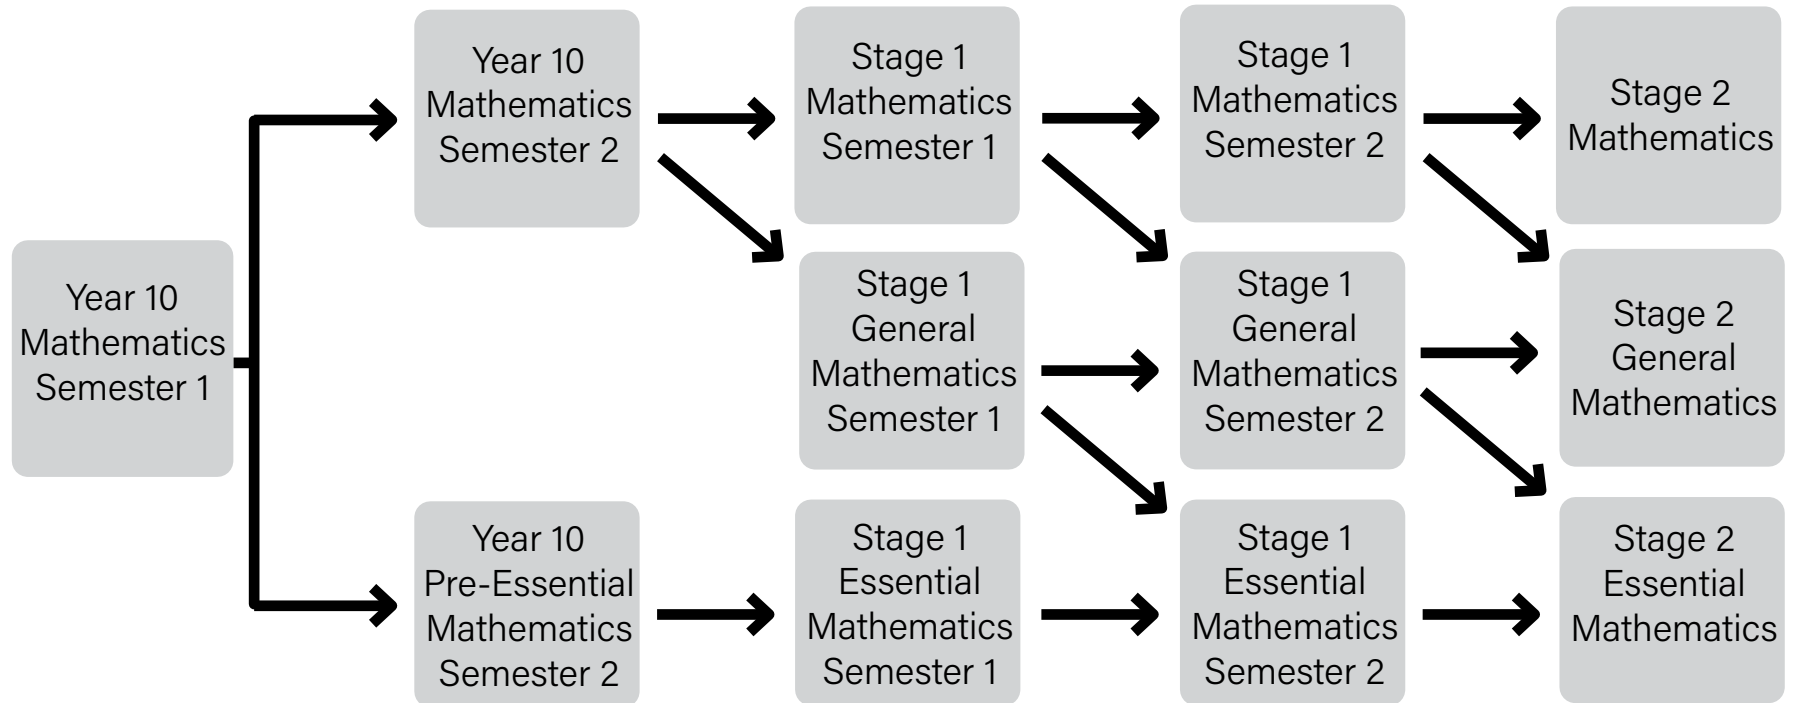 Year 10
Mathematics
Semester 1
Year 10
Mathematics
Semester 2
Stage 1
Mathematics
Semester 1
Stage 1
Mathematics
Semester 2
Stage 2
Mathematics
Stage 1
General
Mathematics
Semester 1
Stage 1
General
Mathematics
Semester 2
Stage 2
General
Mathematics
Year 10
Pre-Essential
Mathematics
Semester 2
Stage 1
Essential
Mathematics
Semester 1
Stage 1
Essential
Mathematics
Semester 2
Stage 2
Essential
Mathematics